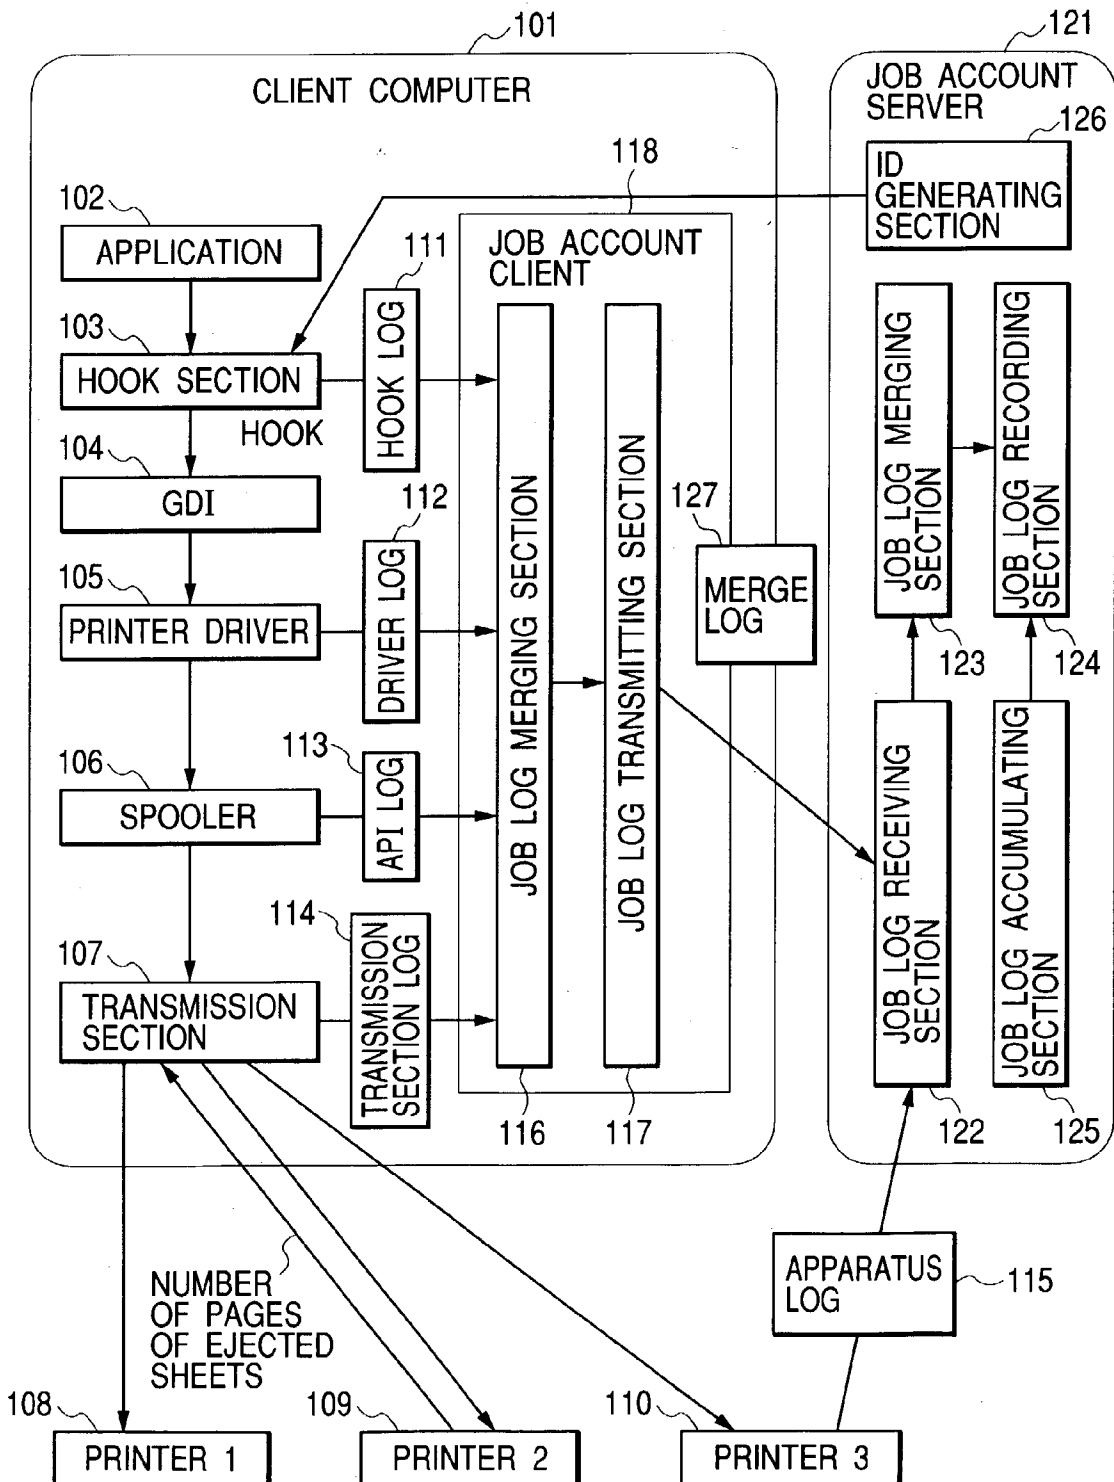 101
121
CLIENT COMPUTER
JOB ACCOUNT
SERVER
126
ID
GENERATING
SECTION
118
102
APPLICATION
JOB ACCOUNT
CLIENT
111
HOOK LOG
103
HOOK SECTION
HOOK
104
GDI
112
DRIVER LOG
105
PRINTER DRIVER
113
API LOG
106
SPOOLER
114
TRANSMISSION
SECTION LOG
107
TRANSMISSION
SECTION
JOB LOG MERGING SECTION
116
JOB LOG TRANSMITTING SECTION
117
127
MERGE
LOG
JOB LOG MERGING
SECTION
123
JOB LOG RECORDING
SECTION
124
JOB LOG RECEIVING
SECTION
122
JOB LOG ACCUMULATING
SECTION
125
NUMBER
OF PAGES
OF EJECTED
SHEETS
APPARATUS
LOG
115
108
PRINTER 1
109
PRINTER 2
110
PRINTER 3